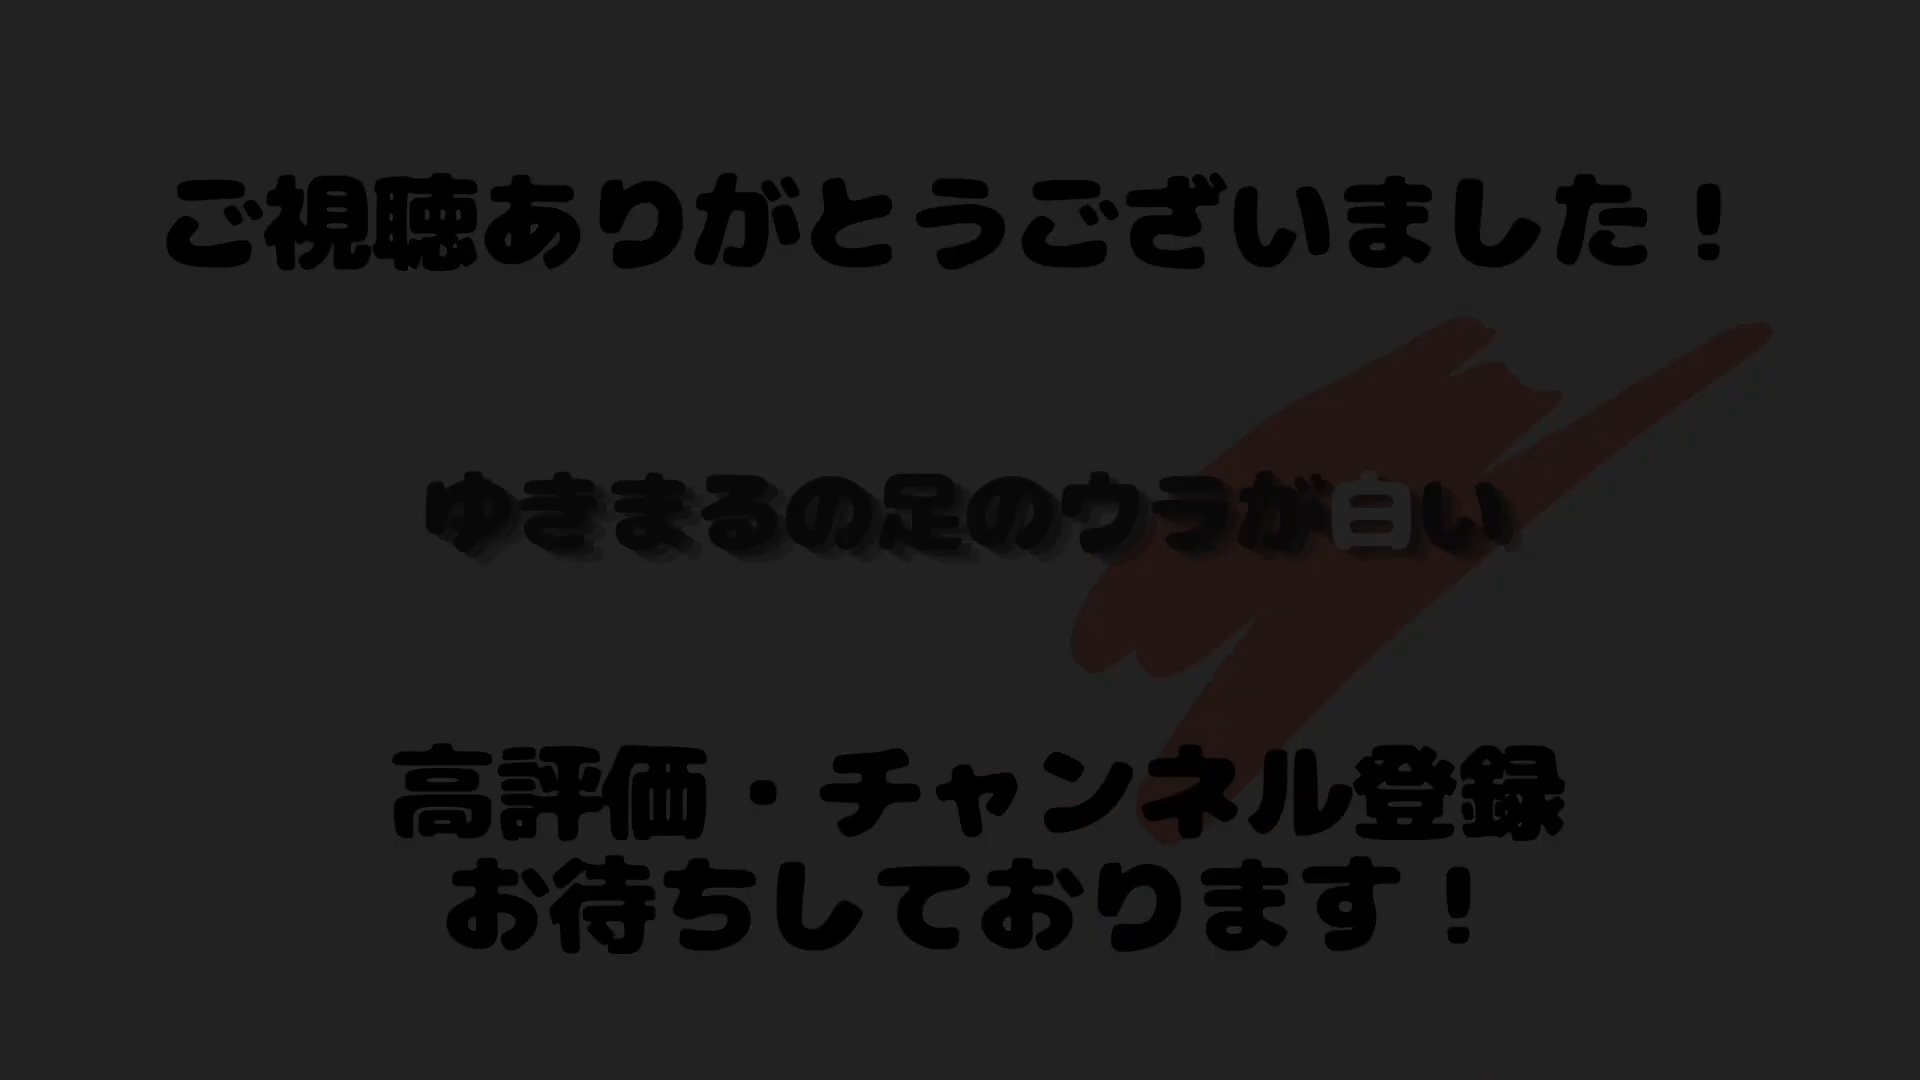 ご視聴ありがとうございました！
ゆきまるの足のウラが白い
高評価・チャンネル登録
お待ちしております！